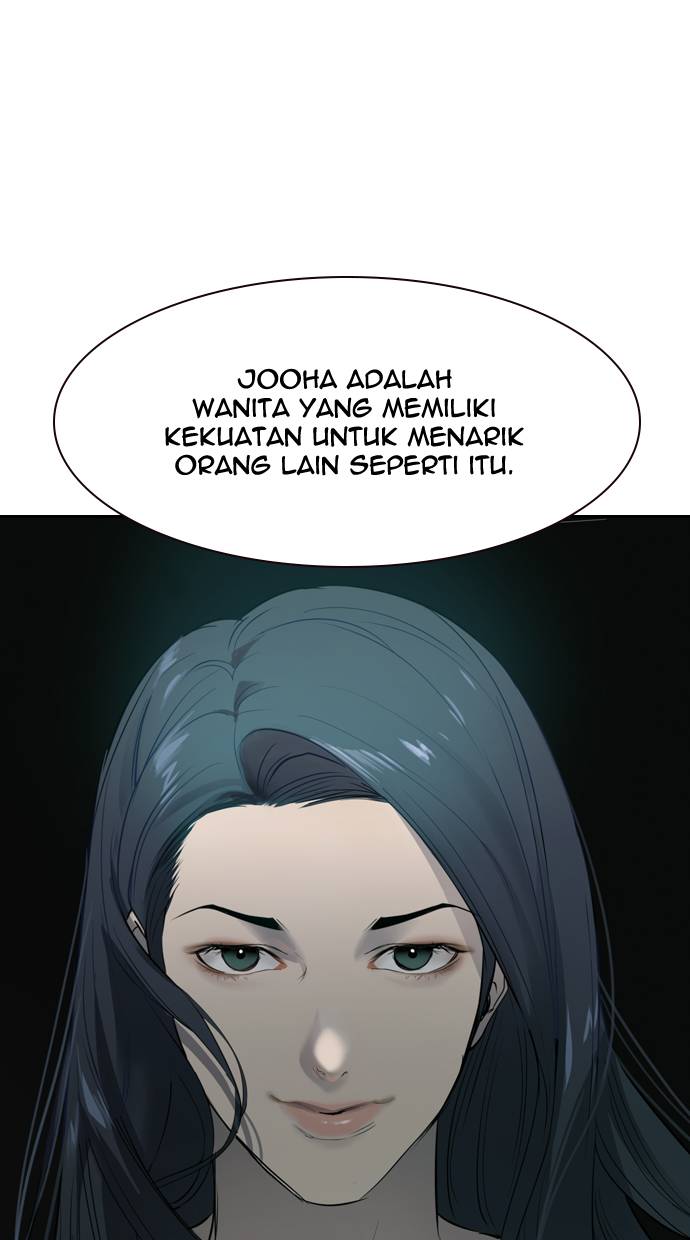 JOOHA ADALAH
WANITA YANG MEMILIKI
KEKUATAN UNTUK MENARIK
ORANG LAIN SEPERTI ITU.